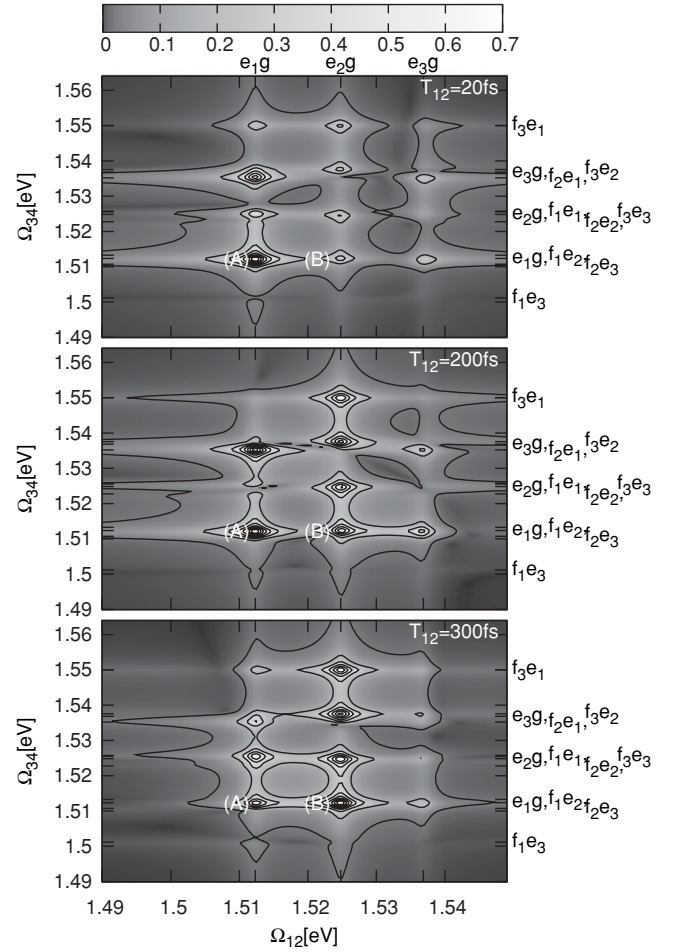 0 0.1 0.2 0.3 0.4 0.5 0.6 0.7
e₁g e₂g e₃g
T₁₂=20fs
1.56
1.55
1.54
1.53
1.52
1.51
1.5
1.49
Ω₃₄[eV]
(A) (B)
f₃e₁
e₃g,f₂e₁,f₃e₂
e₂g,f₁e₁,f₂e₂,f₃e₃
e₁g,f₁e₂,f₂e₃
f₁e₃
T₁₂=200fs
1.56
1.55
1.54
1.53
1.52
1.51
1.5
1.49
Ω₃₄[eV]
(A) (B)
f₃e₁
e₃g,f₂e₁,f₃e₂
e₂g,f₁e₁,f₂e₂,f₃e₃
e₁g,f₁e₂,f₂e₃
f₁e₃
T₁₂=300fs
1.56
1.55
1.54
1.53
1.52
1.51
1.5
1.49
Ω₃₄[eV]
(A) (B)
f₃e₁
e₃g,f₂e₁,f₃e₂
e₂g,f₁e₁,f₂e₂,f₃e₃
e₁g,f₁e₂,f₂e₃
f₁e₃
1.49 1.5 1.51 1.52 1.53 1.54
Ω₁₂[eV]